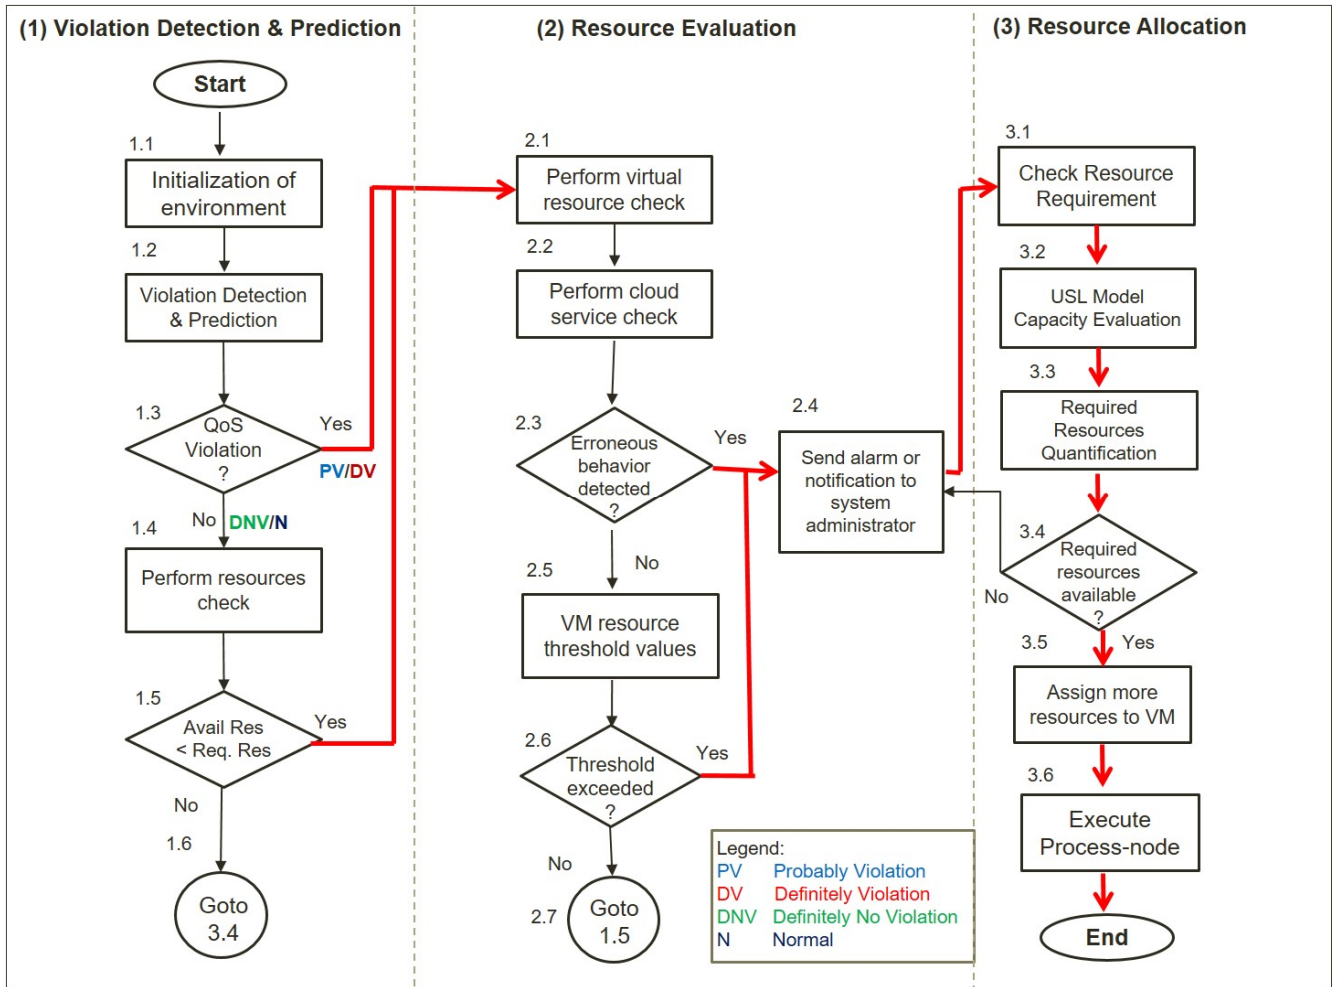 (1) Violation Detection & Prediction
Start
1.1
Initialization of
environment
1.2
Violation Detection
& Prediction
1.3
QoS
Violation
?
Yes
PV/DV
No
DNV/N
1.4
Perform resources
check
1.5
Avail Res
< Req. Res
Yes
No
1.6
Goto
3.4
(2) Resource Evaluation
2.1
Perform virtual
resource check
2.2
Perform cloud
service check
2.3
Erroneous
behavior
detected
?
Yes
2.4
Send alarm or
notification to
system
administrator
No
2.5
VM resource
threshold values
2.6
Threshold
exceeded
?
Yes
No
2.7
Goto
1.5
Legend:
PV Probably Violation
DV Definitely Violation
DNV Definitely No Violation
N Normal
(3) Resource Allocation
3.1
Check Resource
Requirement
3.2
USL Model
Capacity Evaluation
3.3
Required
Resources
Quantification
3.4
Required
resources
available
?
No
Yes
3.5
Assign more
resources to VM
3.6
Execute
Process-node
End